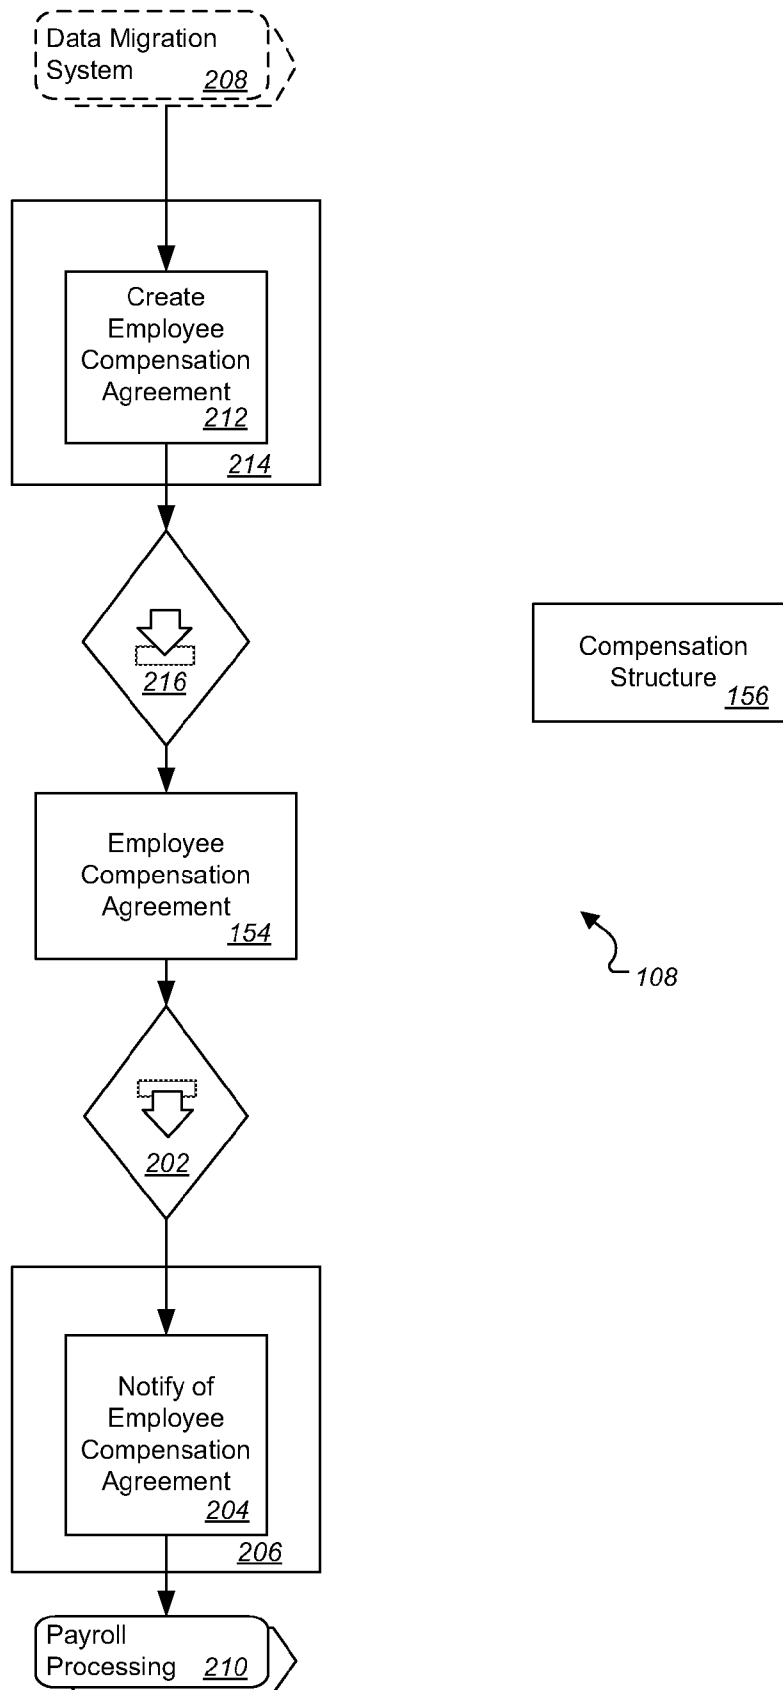 Data Migration
System
208
Create
Employee
Compensation
Agreement
212
214
216
Compensation
Structure
156
Employee
Compensation
Agreement
154
108
202
Notify of
Employee
Compensation
Agreement
204
206
Payroll
Processing
210